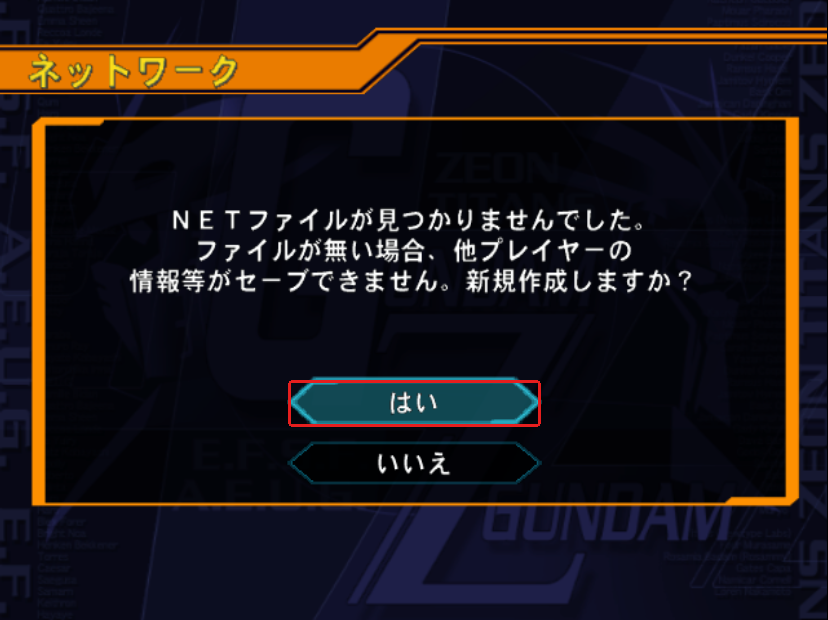 ネットワーク
ＮＥＴファイルが見つかりませんでした。
ファイルが無い場合、他プレイヤーの
情報等がセーブできません。新規作成しますか？
はい
いいえ
ZEON
TITANS
GUNDAM
E.F.
A.E.U.G.
GUNDAM
TITANS
A.E.U.G.
E.F.